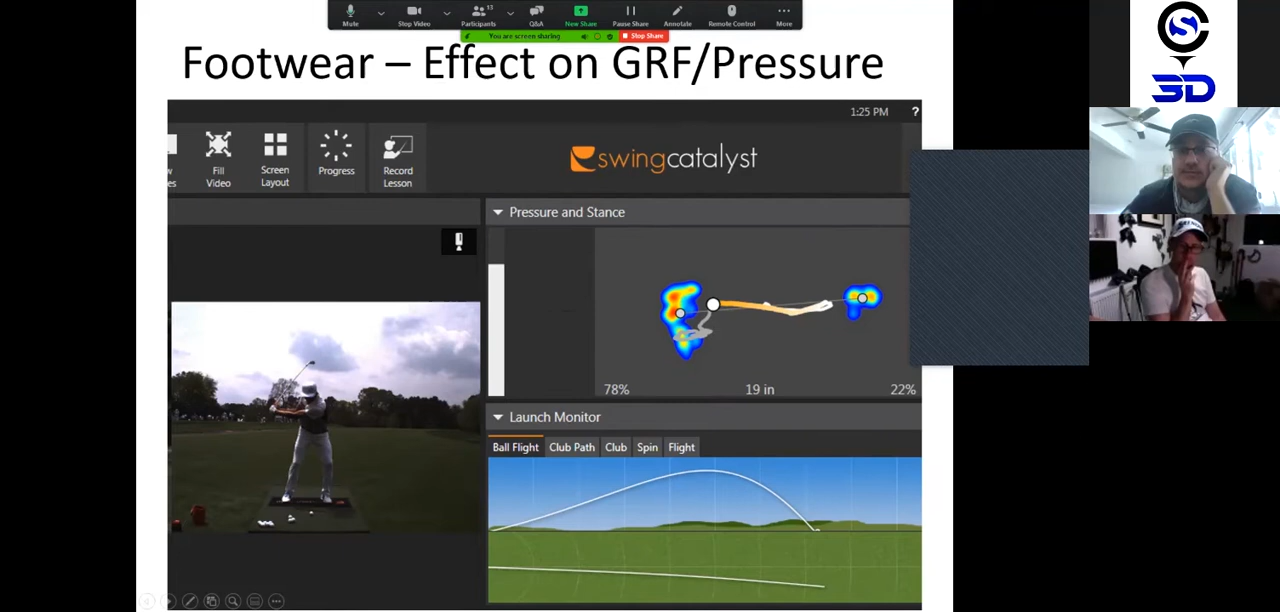 Mute
Stop Video
Participants
13
Q&A
New Share
Pause Share
Annotate
Remote Control
More
You are screen sharing
Stop Share
Footwear – Effect on GRF/Pressure
1:25 PM
?
Fill Video
Screen Layout
Progress
Record Lesson
swingcatalyst
Pressure and Stance
78%
19 in
22%
Launch Monitor
Ball Flight
Club Path
Club
Spin
Flight
3D